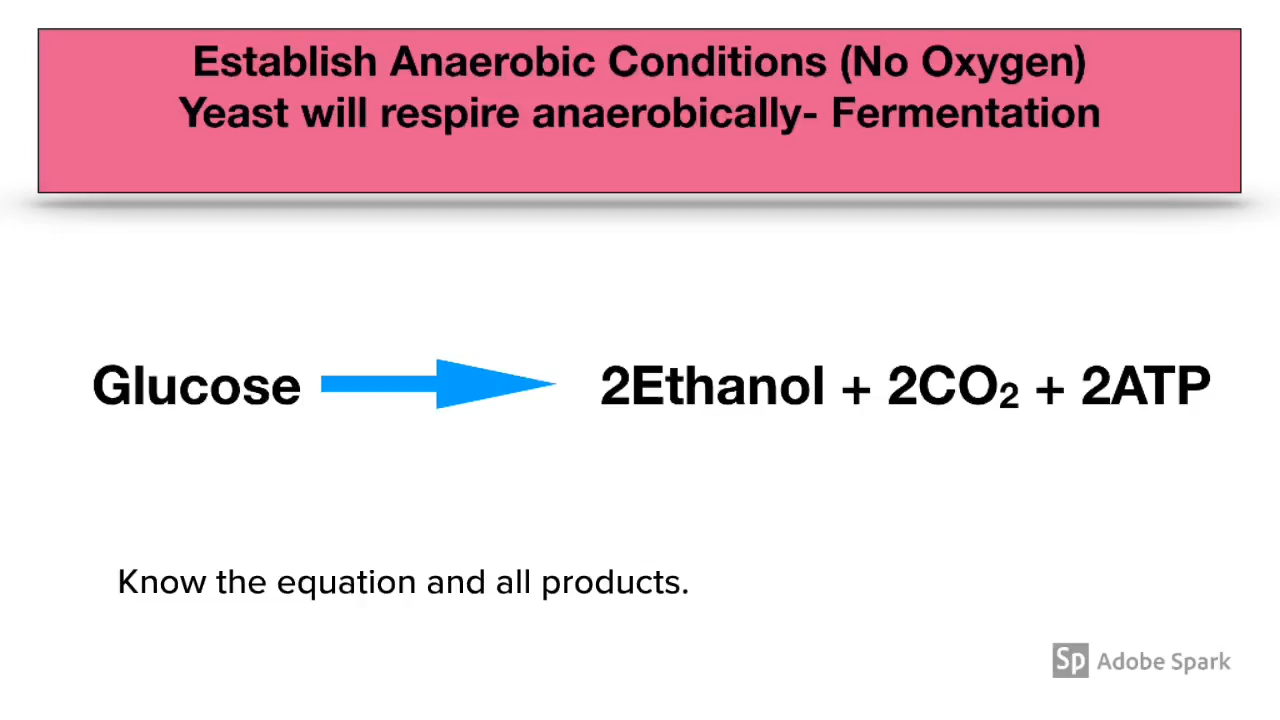 Establish Anaerobic Conditions (No Oxygen)
Yeast will respire anaerobically- Fermentation
Glucose 2Ethanol + 2CO₂ + 2ATP
Know the equation and all products.
Sp Adobe Spark